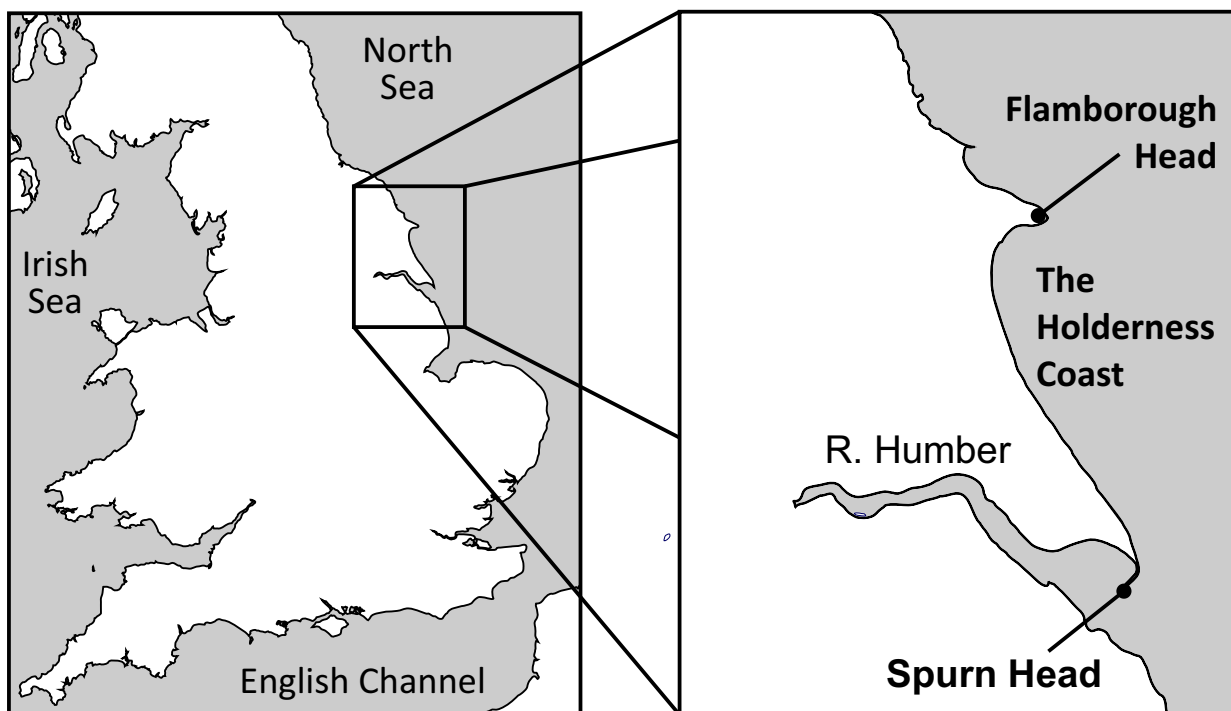 North
Sea
Irish
Sea
English Channel
Flamborough
Head
The
Holderness
Coast
R. Humber
Spurn Head